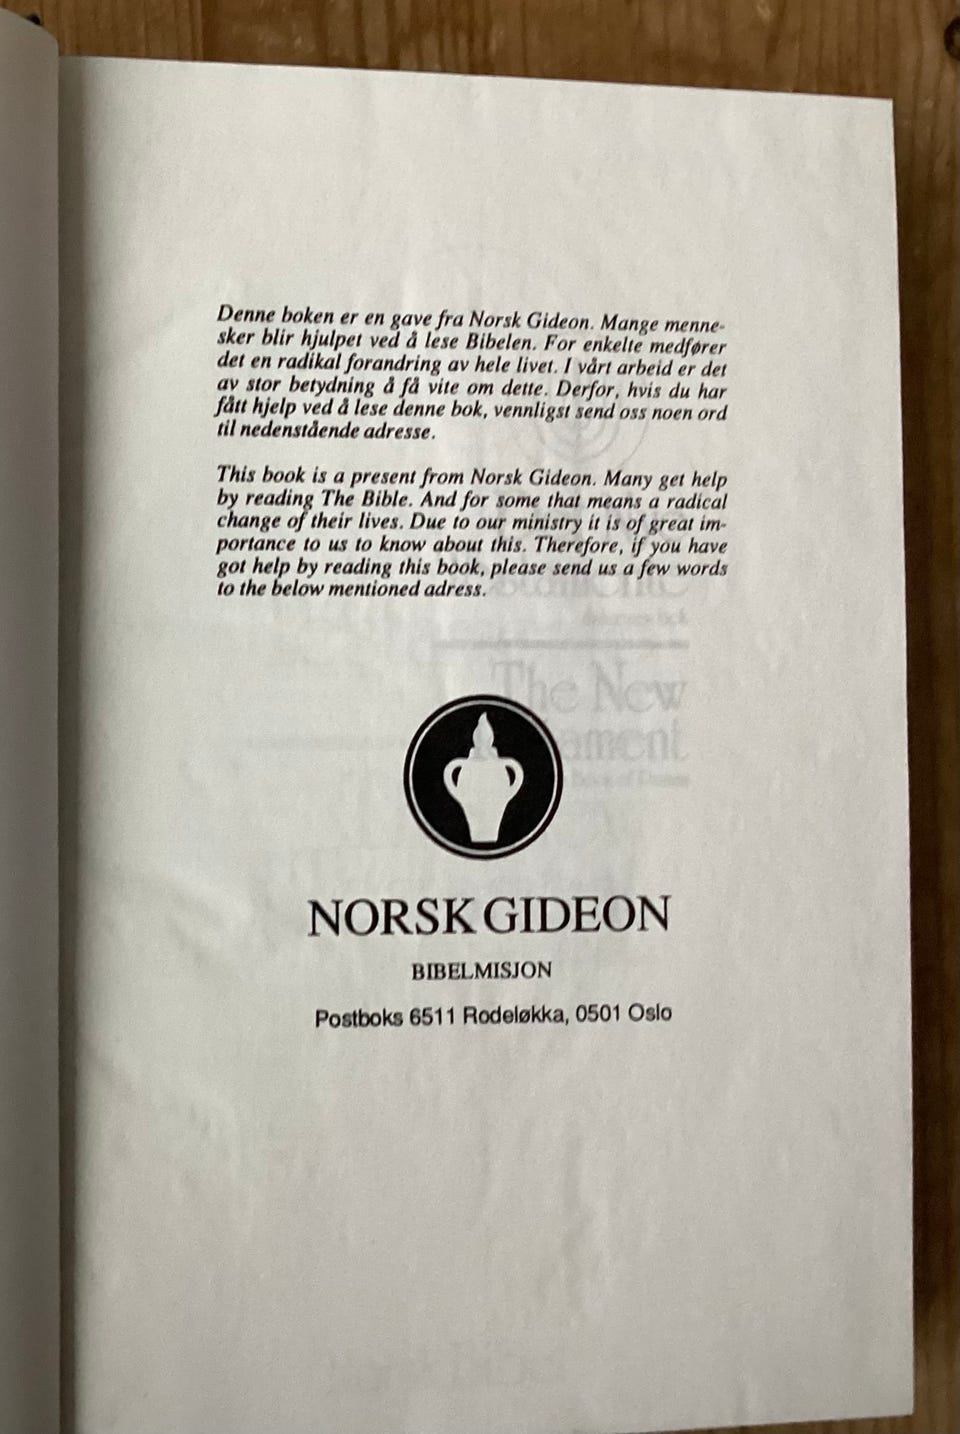 Denne boken er en gave fra Norsk Gideon. Mange menne-
sker blir hjulpet ved å lese Bibelen. For enkelte medfører
det en radikal forandring av hele livet. I vårt arbeid er det
av stor betydning å få vite om dette. Derfor, hvis du har
fått hjelp ved å lese denne bok, vennligst send oss noen ord
til nedenstående adresse.
This book is a present from Norsk Gideon. Many get help
by reading The Bible. And for some that means a radical
change of their lives. Due to our ministry it is of great im-
portance to us to know about this. Therefore, if you have
got help by reading this book, please send us a few words
to the below mentioned adress.
The New
NORSK GIDEON
BIBELMISJON
Postboks 6511 Rodeløkka, 0501 Oslo